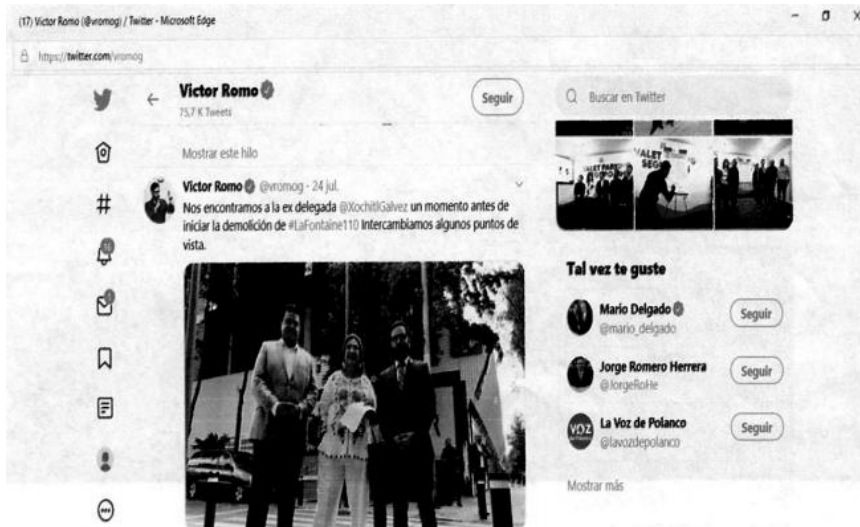 (17) Victor Romo (@vromog) / Twitter - Microsoft Edge
https://twitter.com/vromog
Victor Romo
75,7 K Tweets
Seguir
Mostrar este hilo
Victor Romo @vromog · 24 jul.
Nos encontramos a la ex delegada @XochitlGalvez un momento antes de
iniciar la demolición de #LaFontaine110 Intercambiamos algunos puntos de
vista.
Buscar en Twitter
VALET
Tal vez te guste
Mario Delgado
@mario_delgado
Seguir
Jorge Romero Herrera
@JorgeRoHe
Seguir
VOZ
La Voz de Polanco
@lavozdepolanco
Seguir
Mostrar más